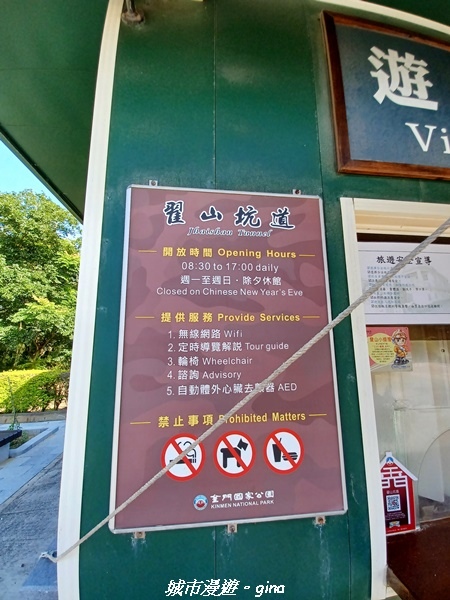 遊
Vi
翟山坑道
Jhaishan Tunnel
開放時間 Opening Hours
08:30 to 17:00 daily
週一至週日・除夕休館
Closed on Chinese New Year's Eve
提供服務 Provide Services
1. 無線網路 Wifi
2. 定時導覽解說 Tour guide
3. 輪椅 Wheelchair
4. 諮詢 Advisory
5. 自動體外心臟去顫器 AED
禁止事項 Prohibited Matters
金門國家公園
KINMEN NATIONAL PARK
旅遊安全宣導
城市漫遊。gina